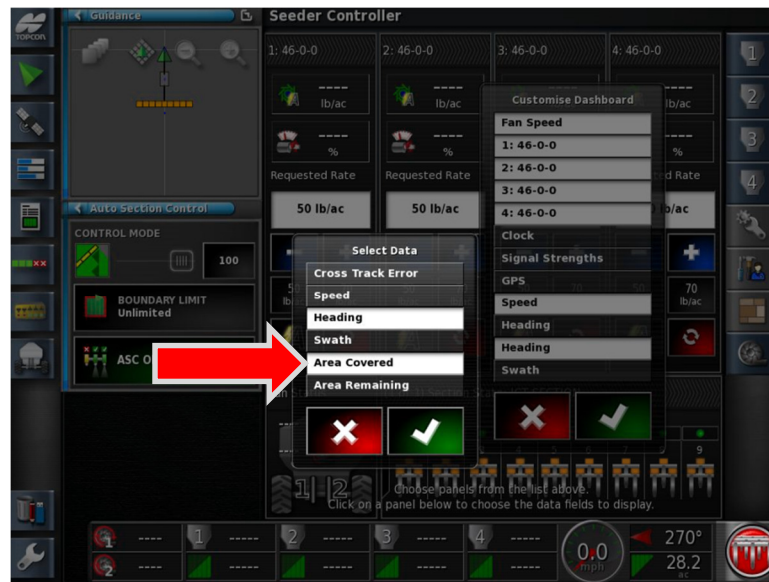 TOPCON
Guidance
Seeder Controller
1: 46-0-0
2: 46-0-0
3: 46-0-0
4: 46-0-0
----
lb/ac
----
lb/ac
lb/ac
----
%
----
%
%
Requested Rate
Requested Rate
ed Rate
50 lb/ac
50 lb/ac
lb/ac
70
lb/ac
1
2
3
4
Auto Section Control
CONTROL MODE
100
BOUNDARY LIMIT
Unlimited
ASC O
Select Data
Cross Track Error
Speed
Heading
Swath
Area Covered
Area Remaining
Customise Dashboard
Fan Speed
1: 46-0-0
2: 46-0-0
3: 46-0-0
4: 46-0-0
Clock
Signal Strengths
GPS
Speed
Heading
Heading
Swath
9
1
2
Choose panels from the list above.
Click on a panel below to choose the data fields to display.
1 ----
2 ----
1 ----
2 ----
3 ----
4 ----
---- ---- ---- ----
0.0
mph
270°
28.2
ac